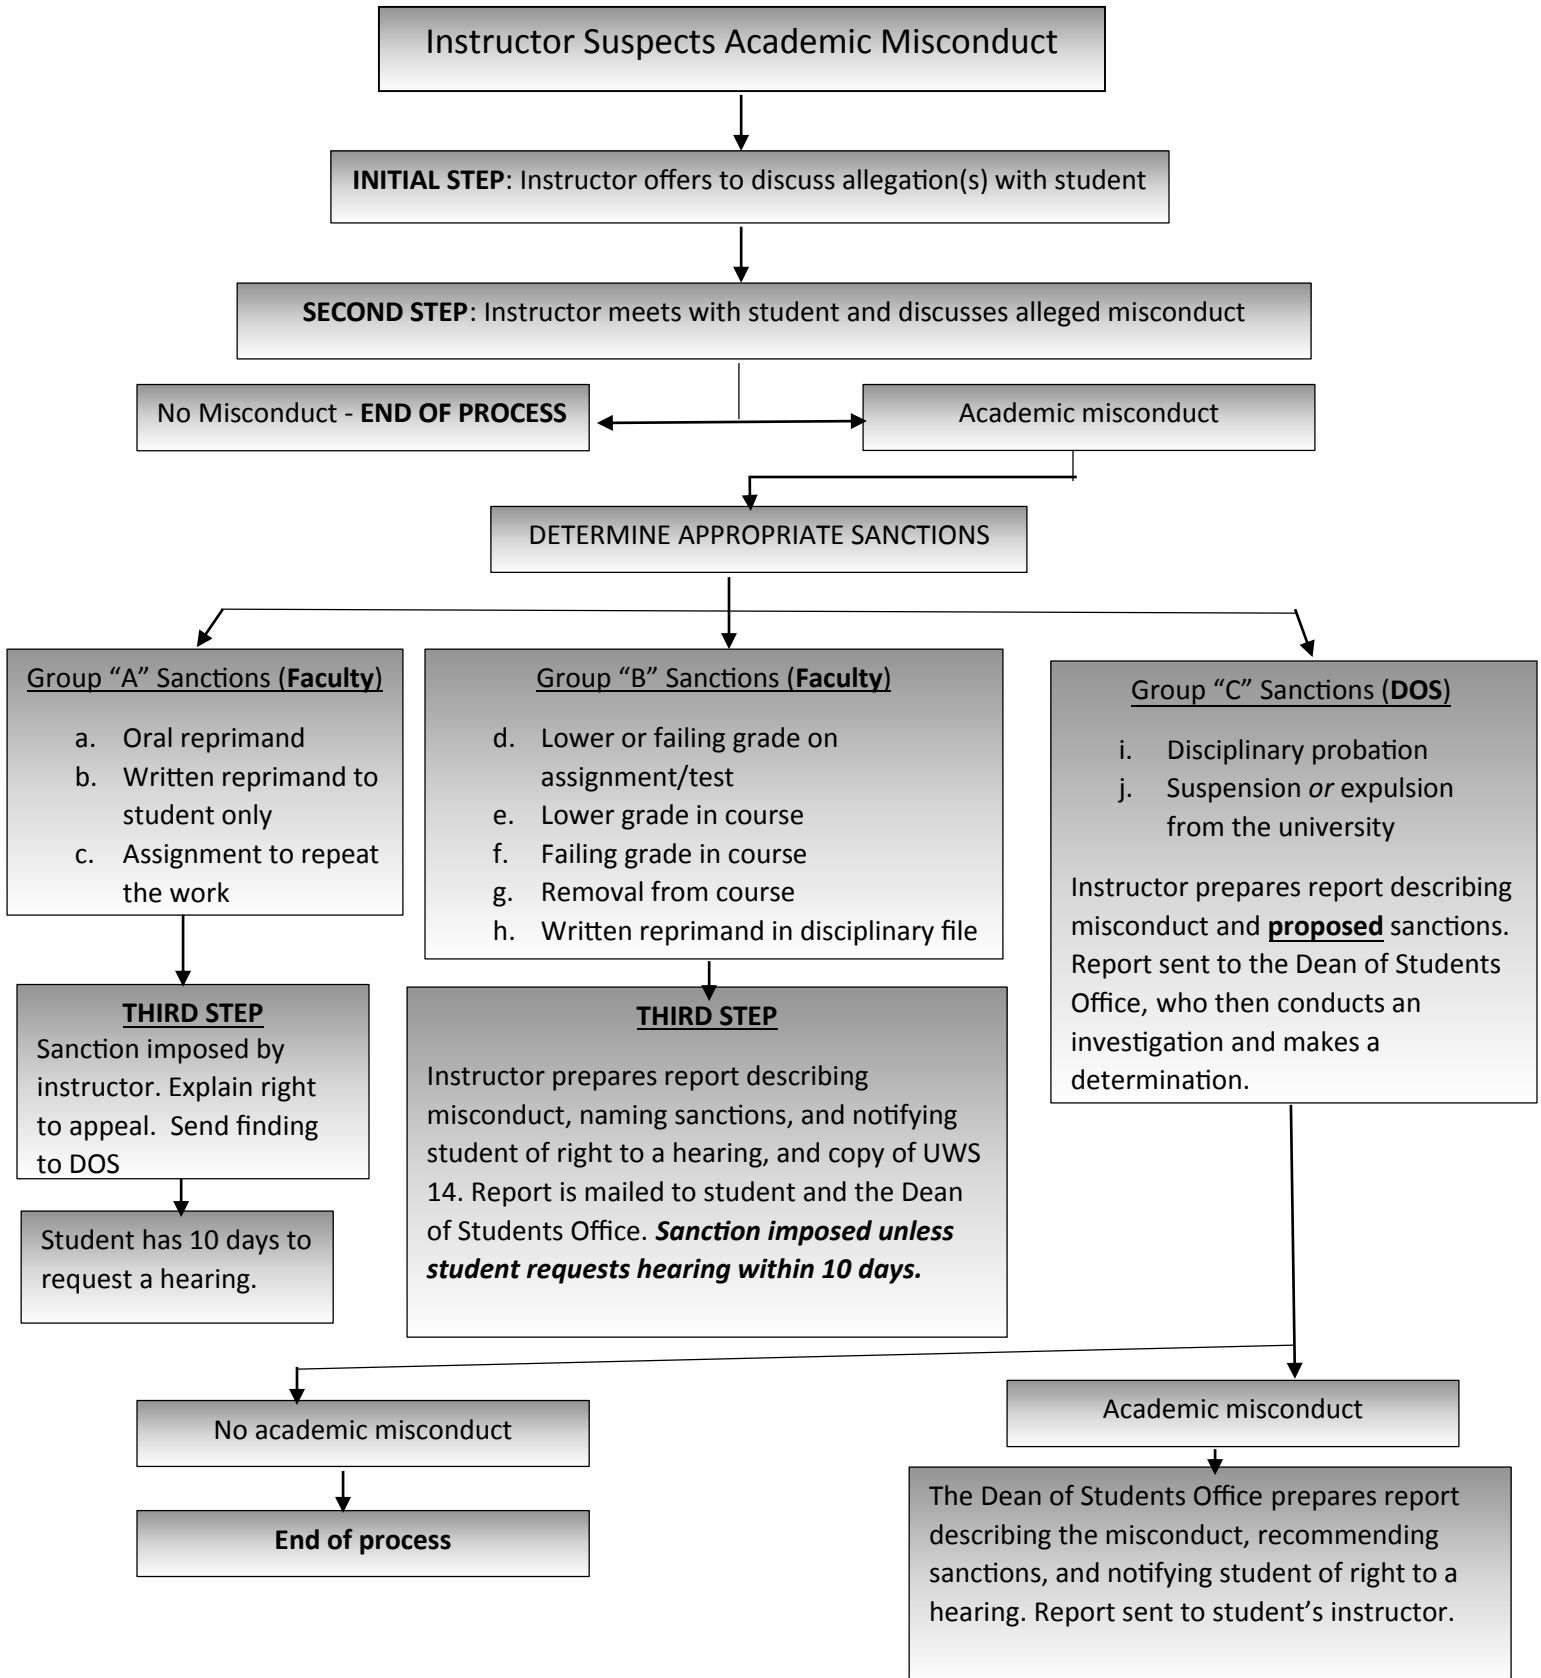 Instructor Suspects Academic Misconduct
INITIAL STEP: Instructor offers to discuss allegation(s) with student
SECOND STEP: Instructor meets with student and discusses alleged misconduct
No Misconduct - END OF PROCESS
Academic misconduct
DETERMINE APPROPRIATE SANCTIONS
Group “A” Sanctions (Faculty)
a. Oral reprimand
b. Written reprimand to
student only
c. Assignment to repeat
the work
Group “B” Sanctions (Faculty)
d. Lower or failing grade on
assignment/test
e. Lower grade in course
f. Failing grade in course
g. Removal from course
h. Written reprimand in disciplinary file
Group “C” Sanctions (DOS)
i. Disciplinary probation
j. Suspension or expulsion
from the university
Instructor prepares report describing
misconduct and proposed sanctions.
Report sent to the Dean of Students
Office, who then conducts an
investigation and makes a
determination.
THIRD STEP
Sanction imposed by
instructor. Explain right
to appeal.  Send finding
to DOS
Student has 10 days to
request a hearing.
THIRD STEP
Instructor prepares report describing
misconduct, naming sanctions, and notifying
student of right to a hearing, and copy of UWS
14. Report is mailed to student and the Dean
of Students Office. Sanction imposed unless
student requests hearing within 10 days.
No academic misconduct
End of process
Academic misconduct
The Dean of Students Office prepares report
describing the misconduct, recommending
sanctions, and notifying student of right to a
hearing. Report sent to student’s instructor.